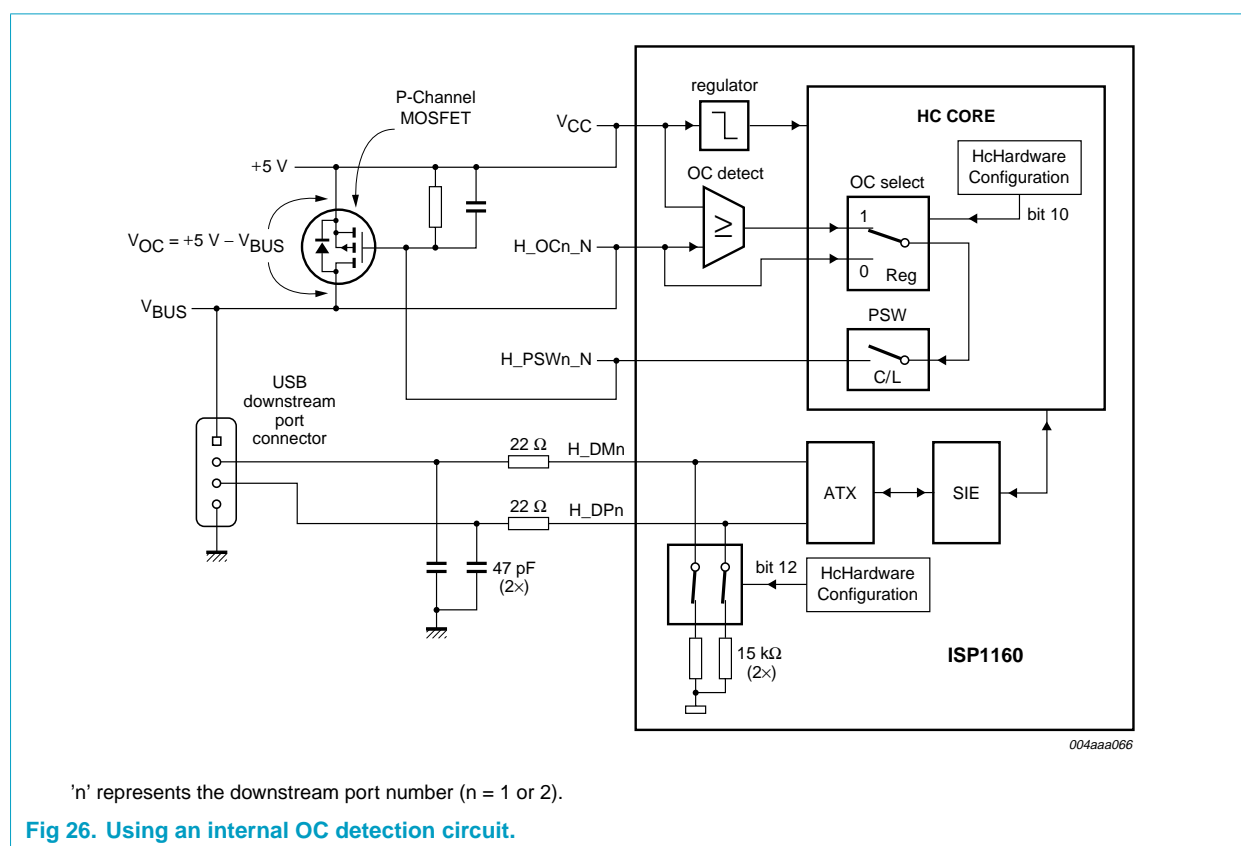 regulator
P-Channel
MOSFET
VCC
HC CORE
HcHardware
Configuration
+5 V
OC detect
OC select
bit 10
1
≥
VOC = +5 V − VBUS
H_OCn_N
0
Reg
VBUS
PSW
H_PSWn_N
C/L
USB
downstream
port
connector
22 Ω
H_DMn
ATX
SIE
22 Ω
H_DPn
47 pF
(2×)
bit 12
HcHardware
Configuration
15 kΩ
(2×)
ISP1160
004aaa066
'n' represents the downstream port number (n = 1 or 2).
Fig 26. Using an internal OC detection circuit.